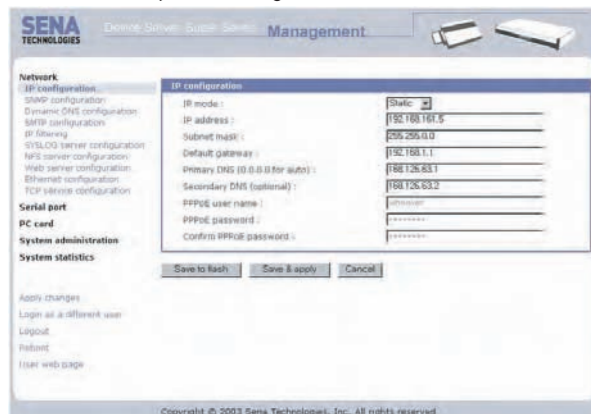 SENA
TECHNOLOGIES
Device Server Super Series
Management
Network
IP configuration
SNMP configuration
Dynamic DNS configuration
SMTP configuration
IP filtering
SYSLOG server configuration
NFS server configuration
Web server configuration
Ethernet configuration
TCP service configuration
Serial port
PC card
System administration
System statistics
Apply changes
Login as a different user
Logout
Reboot
User web page
IP configuration
IP mode : Static
IP address : 192.168.161.5
Subnet mask : 255.255.0.0
Default gateway : 192.168.1.1
Primary DNS (0.0.0.0 for auto) : 168.126.63.1
Secondary DNS (optional) : 168.126.63.2
PPPoE user name : whoever
PPPoE password : ********
Confirm PPPoE password : ********
Save to flash Save & apply Cancel
Copyright © 2003 Sena Technologies, Inc. All rights reserved